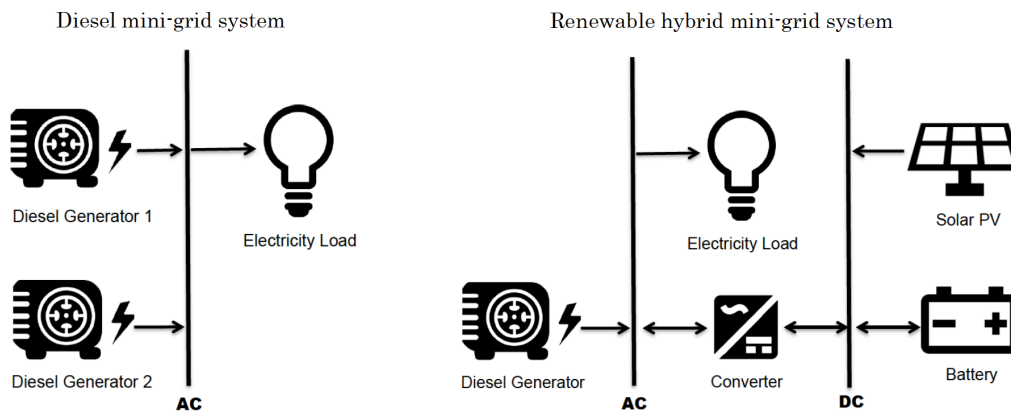 Diesel mini-grid system
Diesel Generator 1
Electricity Load
Diesel Generator 2
AC
Renewable hybrid mini-grid system
Electricity Load
Solar PV
Diesel Generator
Converter
Battery
AC
DC